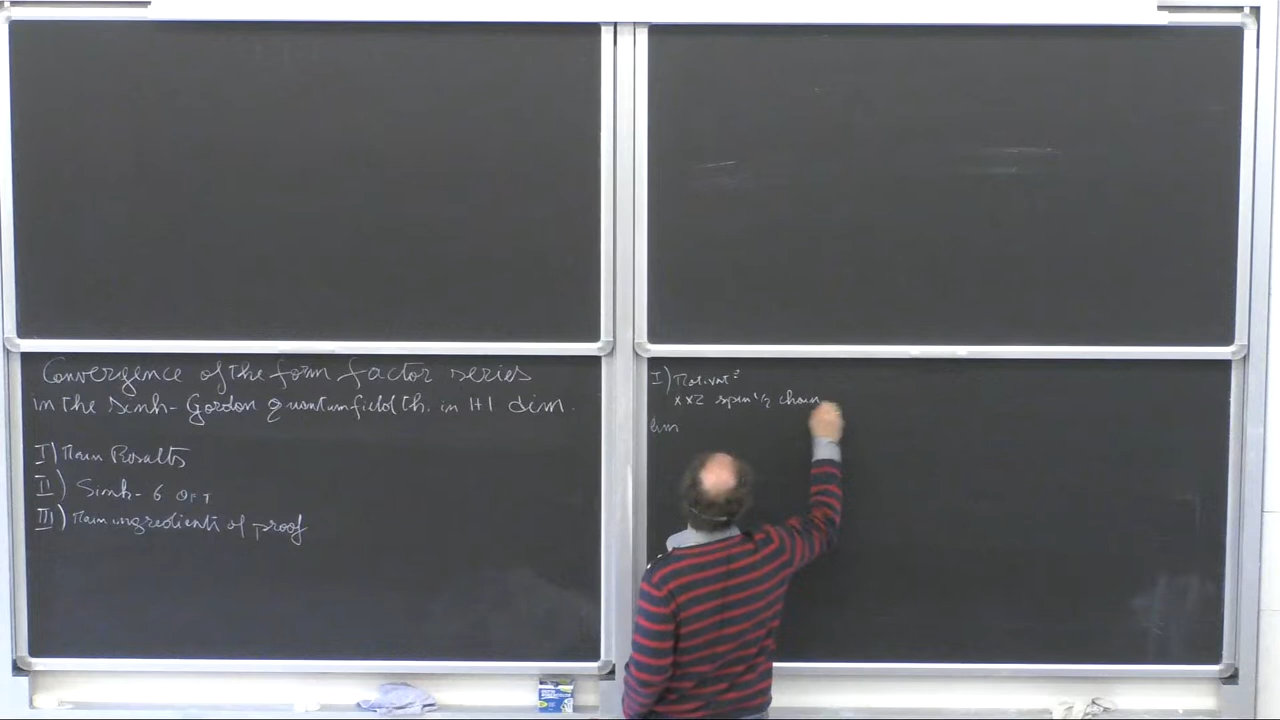 Convergence of the form factor series
in the Sinh-Gordon quantum field th. in 1+1 dim.
I) Main Results
II) Sinh-G QFT
III) Main ingredients of proof
I) Motivat°
XXZ spin 1/2 chain
lim